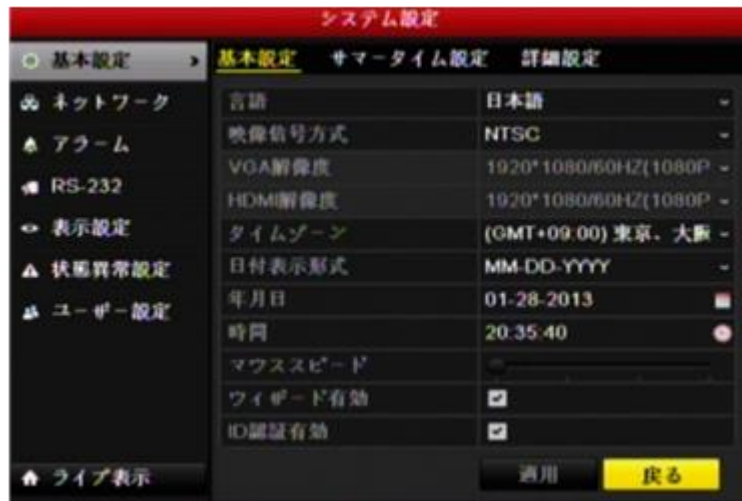 システム設定
基本設定
ネットワーク
アラーム
RS-232
表示設定
状態異常設定
ユーザー設定
ライブ表示
基本設定 サマータイム設定 詳細設定
言語 日本語
映像信号方式 NTSC
VGA解像度 1920*1080/60HZ(1080P
HDMI解像度 1920*1080/60HZ(1080P
タイムゾーン (GMT+09:00) 東京、大阪
日付表示形式 MM-DD-YYYY
年月日 01-28-2013
時間 20:35:40
マウススピード
ウィザード有効
ID認証有効
適用 戻る